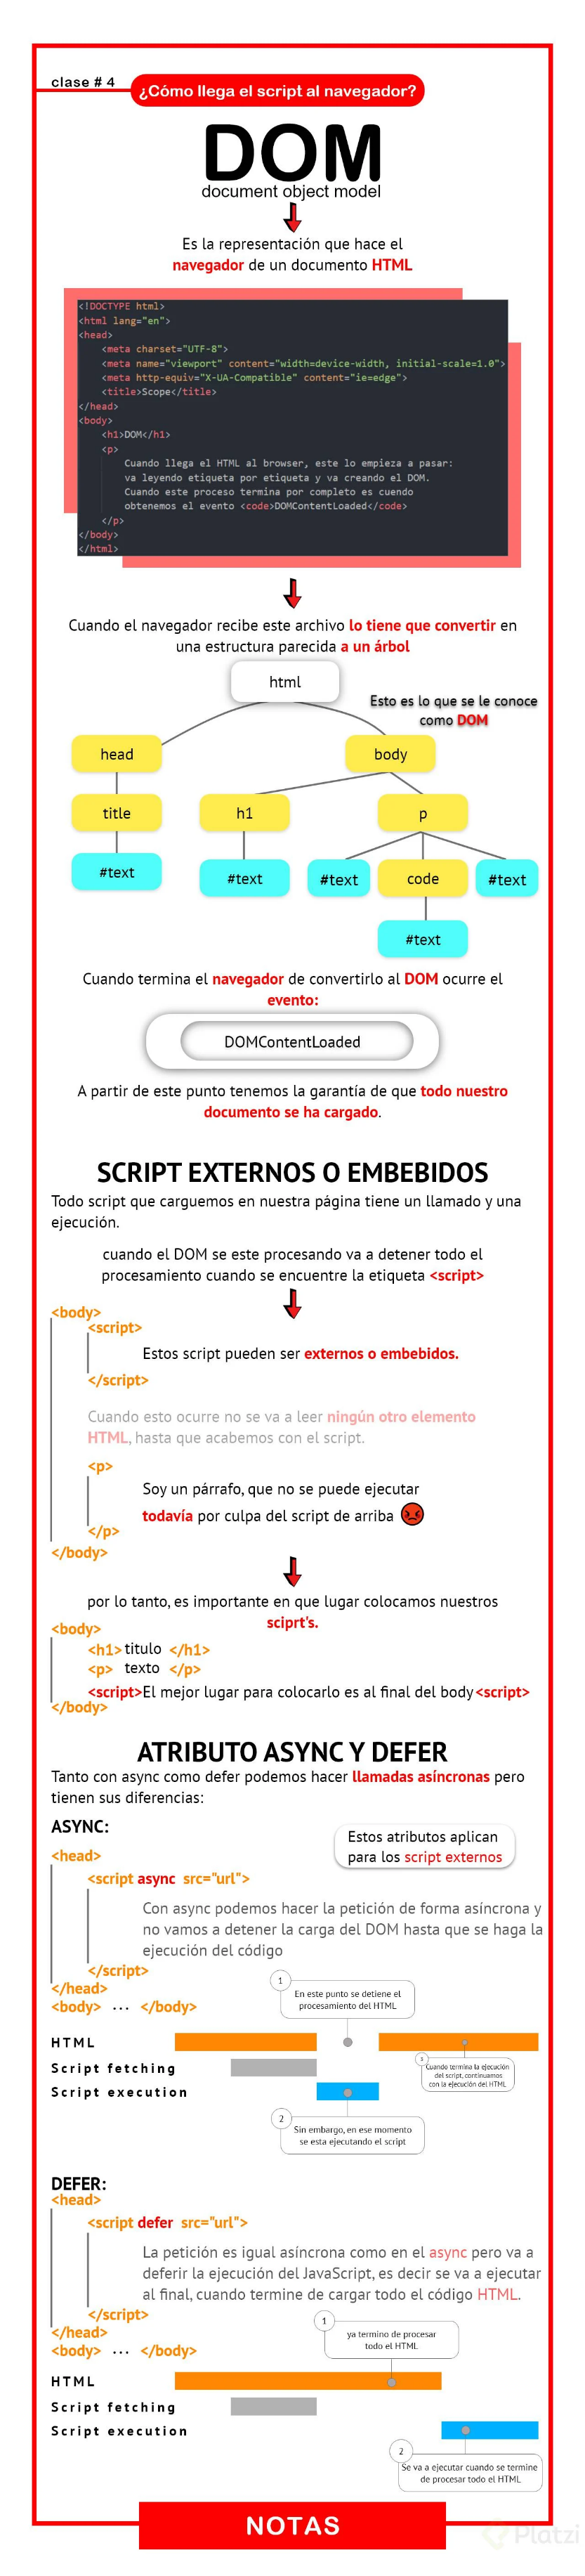 clase # 4
¿Cómo llega el script al navegador?
DOM
document object model
Es la representación que hace el
navegador de un documento HTML
<!DOCTYPE html>
<html lang="en">
<head>
<meta charset="UTF-8">
<meta name="viewport" content="width=device-width, initial-scale=1.0">
<meta http-equiv="X-UA-Compatible" content="ie=edge">
<title>Scope</title>
</head>
<body>
<h1>DOM</h1>
<p>
Cuando llega el HTML al browser, este lo empieza a pasar:
va leyendo etiqueta por etiqueta y va creando el DOM.
Cuando este proceso termina por completo es cuendo
obtenemos el evento <code>DOMContentLoaded</code>
</p>
</body>
</html>
Cuando el navegador recibe este archivo lo tiene que convertir en
una estructura parecida a un árbol
html
Esto es lo que se le conoce
como DOM
head
body
title
h1
p
#text
#text
#text
code
#text
#text
Cuando termina el navegador de convertirlo al DOM ocurre el
evento:
DOMContentLoaded
A partir de este punto tenemos la garantía de que todo nuestro
documento se ha cargado.
SCRIPT EXTERNOS O EMBEBIDOS
Todo script que carguemos en nuestra página tiene un llamado y una
ejecución.
cuando el DOM se este procesando va a detener todo el
procesamiento cuando se encuentre la etiqueta <script>
<body>
<script>
Estos script pueden ser externos o embebidos.
</script>
Cuando esto ocurre no se va a leer ningún otro elemento
HTML, hasta que acabemos con el script.
<p>
Soy un párrafo, que no se puede ejecutar
todavía por culpa del script de arriba
</p>
</body>
por lo tanto, es importante en que lugar colocamos nuestros
sciprt's.
<body>
<h1> titulo </h1>
<p> texto </p>
<script>El mejor lugar para colocarlo es al final del body<script>
</body>
ATRIBUTO ASYNC Y DEFER
Tanto con async como defer podemos hacer llamadas asíncronas pero
tienen sus diferencias:
ASYNC:
Estos atributos aplican
para los script externos
<head>
<script async src="url">
Con async podemos hacer la petición de forma asíncrona y
no vamos a detener la carga del DOM hasta que se haga la
ejecución del código
</script>
</head>
<body> ... </body>
1
En este punto se detiene el
procesamiento del HTML
HTML
Script fetching
3
Cuando termina la ejecución
del script, continuamos
con la ejecución del HTML
Script execution
2
Sin embargo, en ese momento
se esta ejecutando el script
DEFER:
<head>
<script defer src="url">
La petición es igual asíncrona como en el async pero va a
deferir la ejecución del JavaScript, es decir se va a ejecutar
al final, cuando termine de cargar todo el código HTML.
</script>
</head>
<body> ... </body>
1
ya termino de procesar
todo el HTML
HTML
Script fetching
Script execution
2
Se va a ejecutar cuando se termine
de procesar todo el HTML
NOTAS
Platzi